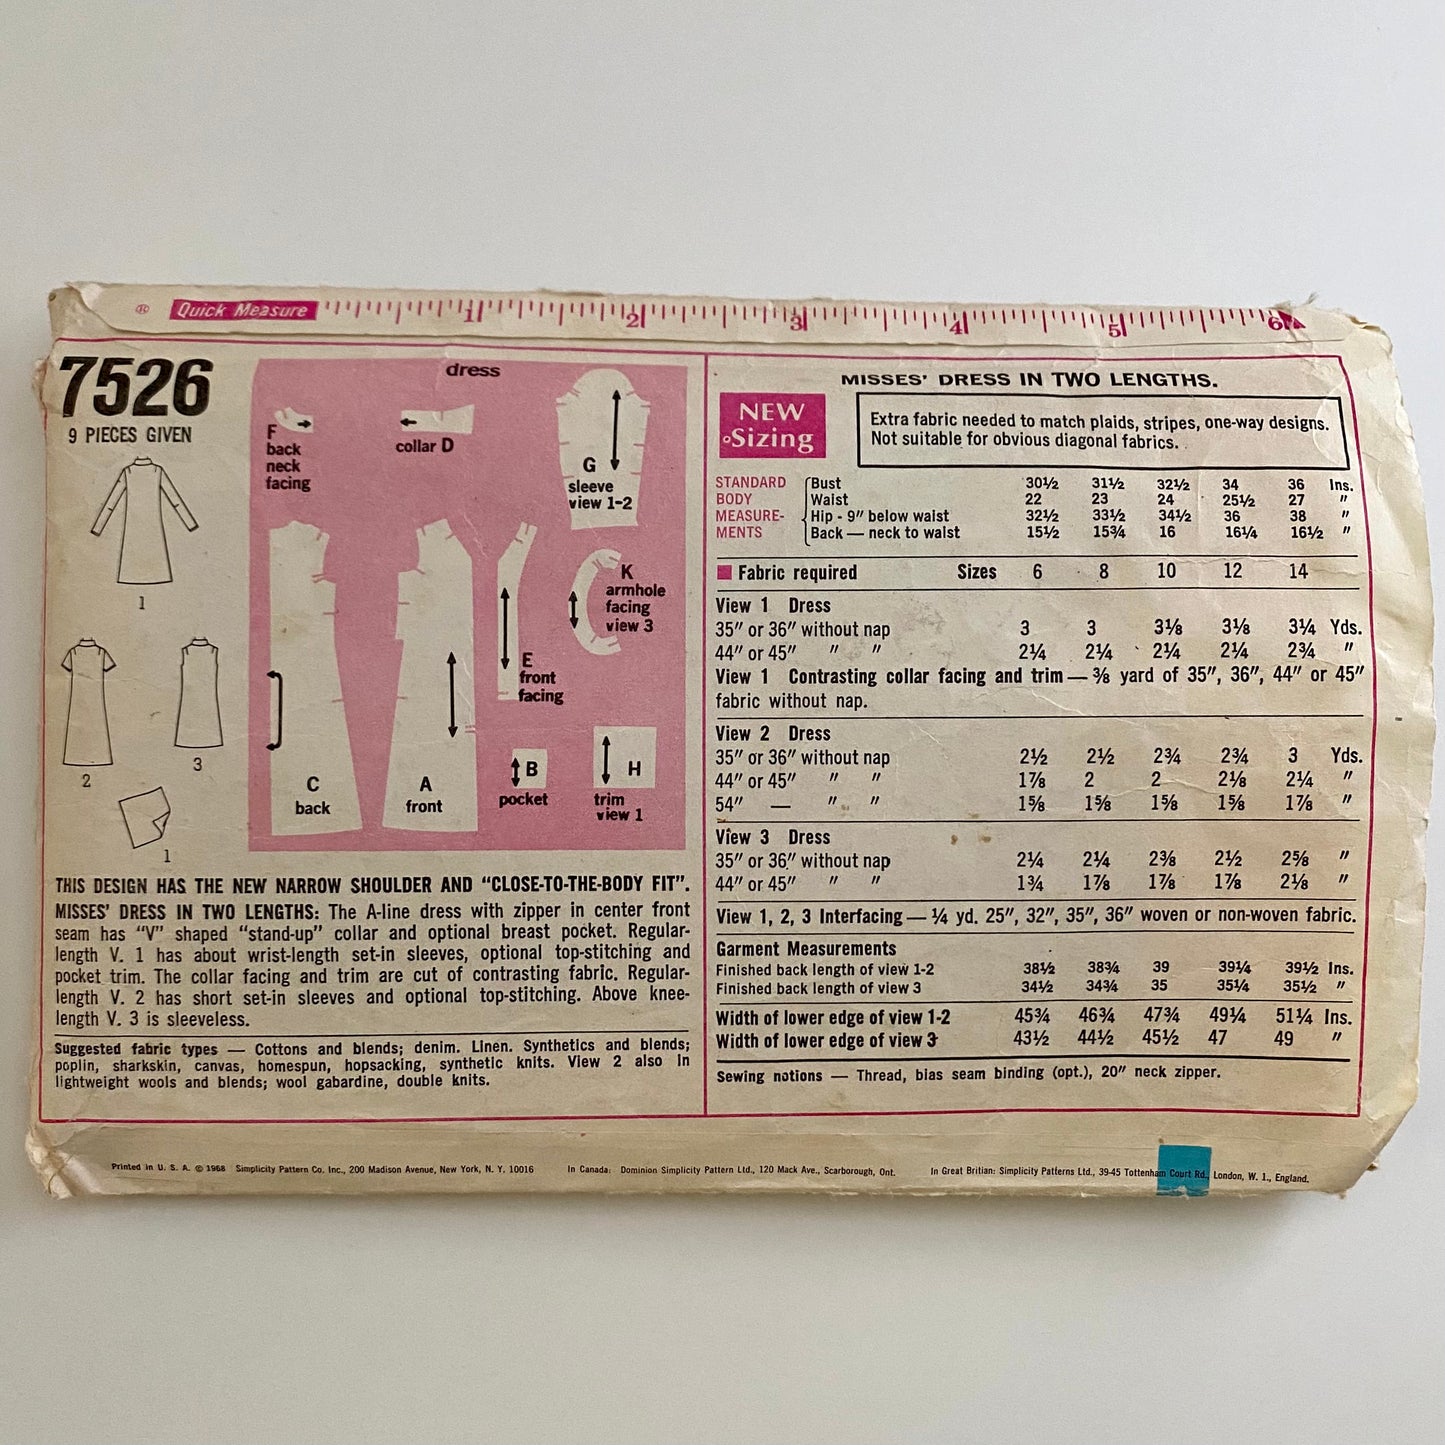 ® Quick Measure 1 2 3 4 5 6
7526
9 PIECES GIVEN
1
2
3
1
dress
F
back
neck
facing
collar D
G
sleeve
view 1-2
K
armhole
facing
view 3
E
front
facing
C
back
A
front
B
pocket
H
trim
view 1
THIS DESIGN HAS THE NEW NARROW SHOULDER AND "CLOSE-TO-THE-BODY FIT".
MISSES' DRESS IN TWO LENGTHS: The A-line dress with zipper in center front
seam has "V" shaped "stand-up" collar and optional breast pocket. Regular-
length V. 1 has about wrist-length set-in sleeves, optional top-stitching and
pocket trim. The collar facing and trim are cut of contrasting fabric. Regular-
length V. 2 has short set-in sleeves and optional top-stitching. Above knee-
length V. 3 is sleeveless.
Suggested fabric types — Cottons and blends; denim. Linen. Synthetics and blends;
poplin, sharkskin, canvas, homespun, hopsacking, synthetic knits. View 2 also in
lightweight wools and blends; wool gabardine, double knits.
MISSES' DRESS IN TWO LENGTHS.
NEW
Sizing
Extra fabric needed to match plaids, stripes, one-way designs.
Not suitable for obvious diagonal fabrics.
STANDARD
BODY
MEASURE-
MENTS
Bust 30½ 31½ 32½ 34 36 Ins.
Waist 22 23 24 25½ 27 "
Hip - 9" below waist 32½ 33½ 34½ 36 38 "
Back — neck to waist 15½ 15¾ 16 16¼ 16½ "
Fabric required Sizes 6 8 10 12 14
View 1 Dress
35" or 36" without nap 3 3 3⅛ 3⅛ 3¼ Yds.
44" or 45" " " 2¼ 2¼ 2¼ 2¼ 2¾ "
View 1 Contrasting collar facing and trim — ⅜ yard of 35", 36", 44" or 45"
fabric without nap.
View 2 Dress
35" or 36" without nap 2½ 2½ 2¾ 2¾ 3 Yds.
44" or 45" " " 1⅞ 2 2 2⅛ 2¼ "
54" — " " 1⅝ 1⅝ 1⅝ 1⅝ 1⅞ "
View 3 Dress
35" or 36" without nap 2¼ 2¼ 2⅜ 2½ 2⅝ "
44" or 45" " " 1¾ 1⅞ 1⅞ 1⅞ 2⅛ "
View 1, 2, 3 Interfacing — ¼ yd. 25", 32", 35", 36" woven or non-woven fabric.
Garment Measurements
Finished back length of view 1-2 38½ 38¾ 39 39¼ 39½ Ins.
Finished back length of view 3 34½ 34¾ 35 35¼ 35½ "
Width of lower edge of view 1-2 45¾ 46¾ 47¾ 49¼ 51¼ Ins.
Width of lower edge of view 3 43½ 44½ 45½ 47 49 "
Sewing notions — Thread, bias seam binding (opt.), 20" neck zipper.
Printed in U. S. A. © 1968 Simplicity Pattern Co. Inc., 200 Madison Avenue, New York, N. Y. 10016 In Canada: Dominion Simplicity Pattern Ltd., 120 Mack Ave., Scarborough, Ont. In Great Britian: Simplicity Patterns Ltd., 39-45 Tottenham Court Rd., London, W. 1., England.